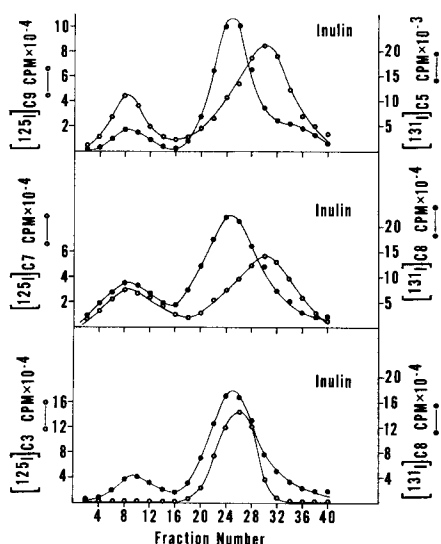 [125I]C9 CPM×10-4
10
8
6
4
2
Inulin
20
15
10
5
[131I]C5 CPM×10-3
[125I]C7 CPM×10-4
6
4
2
Inulin
20
15
10
5
[131I]C8 CPM×10-4
[125I]C3 CPM×10-4
16
12
8
4
Inulin
20
16
12
8
4
[131I]C8 CPM×10-4
4 8 12 16 20 24 28 32 36 40
Fraction Number